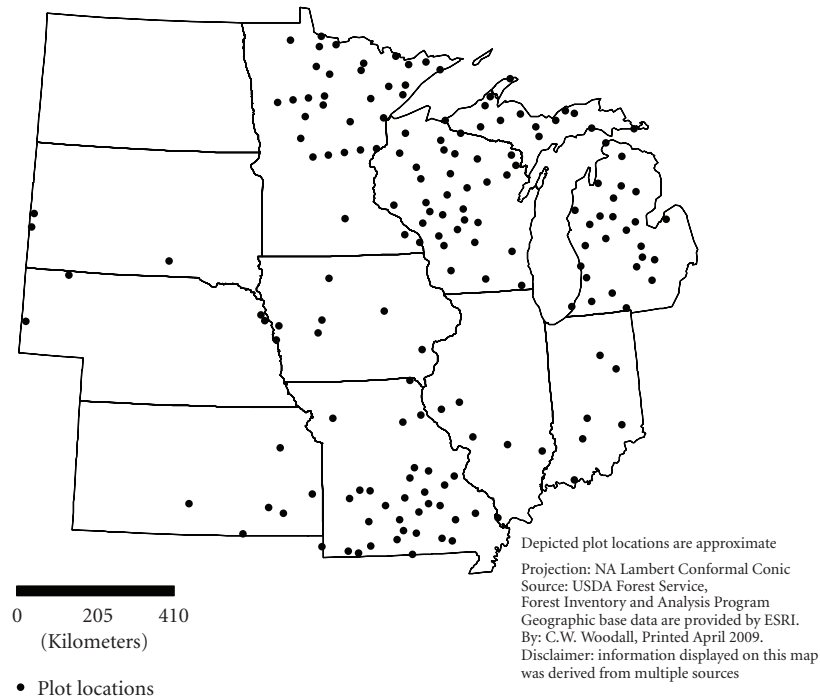 Depicted plot locations are approximate
Projection: NA Lambert Conformal Conic
Source: USDA Forest Service,
Forest Inventory and Analysis Program
Geographic base data are provided by ESRI.
By: C.W. Woodall, Printed April 2009.
Disclaimer: information displayed on this map
was derived from multiple sources
0 205 410
(Kilometers)
Plot locations